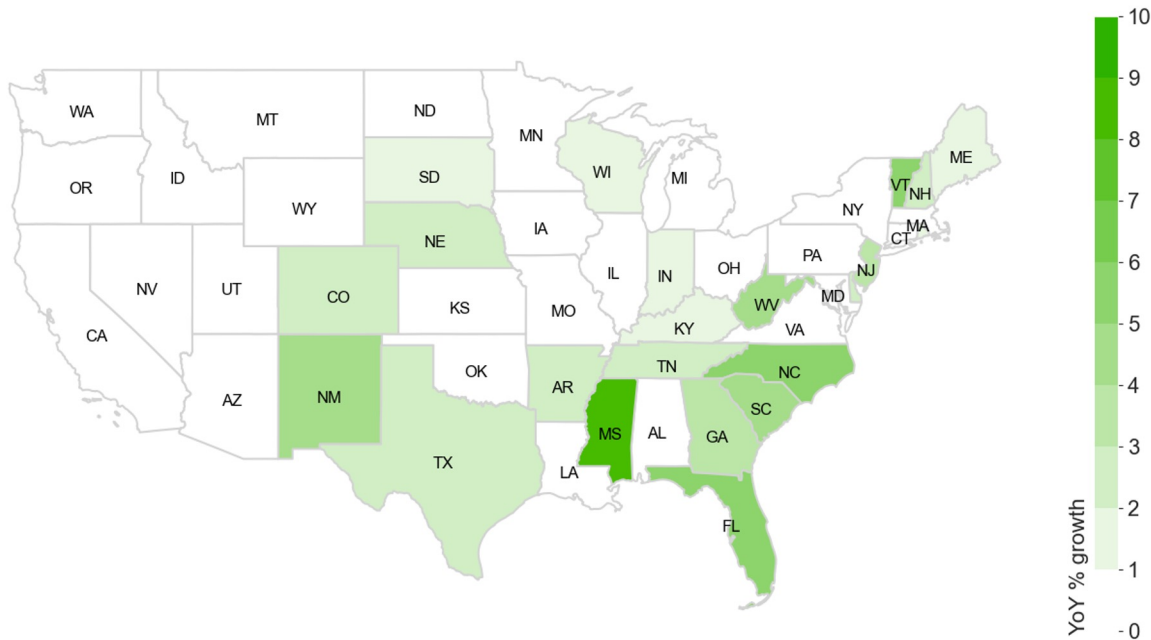 WA
MT
ND
MN
OR
ID
WY
SD
WI
MI
NY
VT
NH
ME
MA
CT
NV
UT
CO
NE
IA
IL
IN
OH
PA
NJ
CA
KS
MO
KY
WV
MD
VA
AZ
NM
OK
AR
TN
NC
TX
LA
MS
AL
GA
SC
FL
10
9
8
7
6
5
4
3
2
1
0
YoY % growth